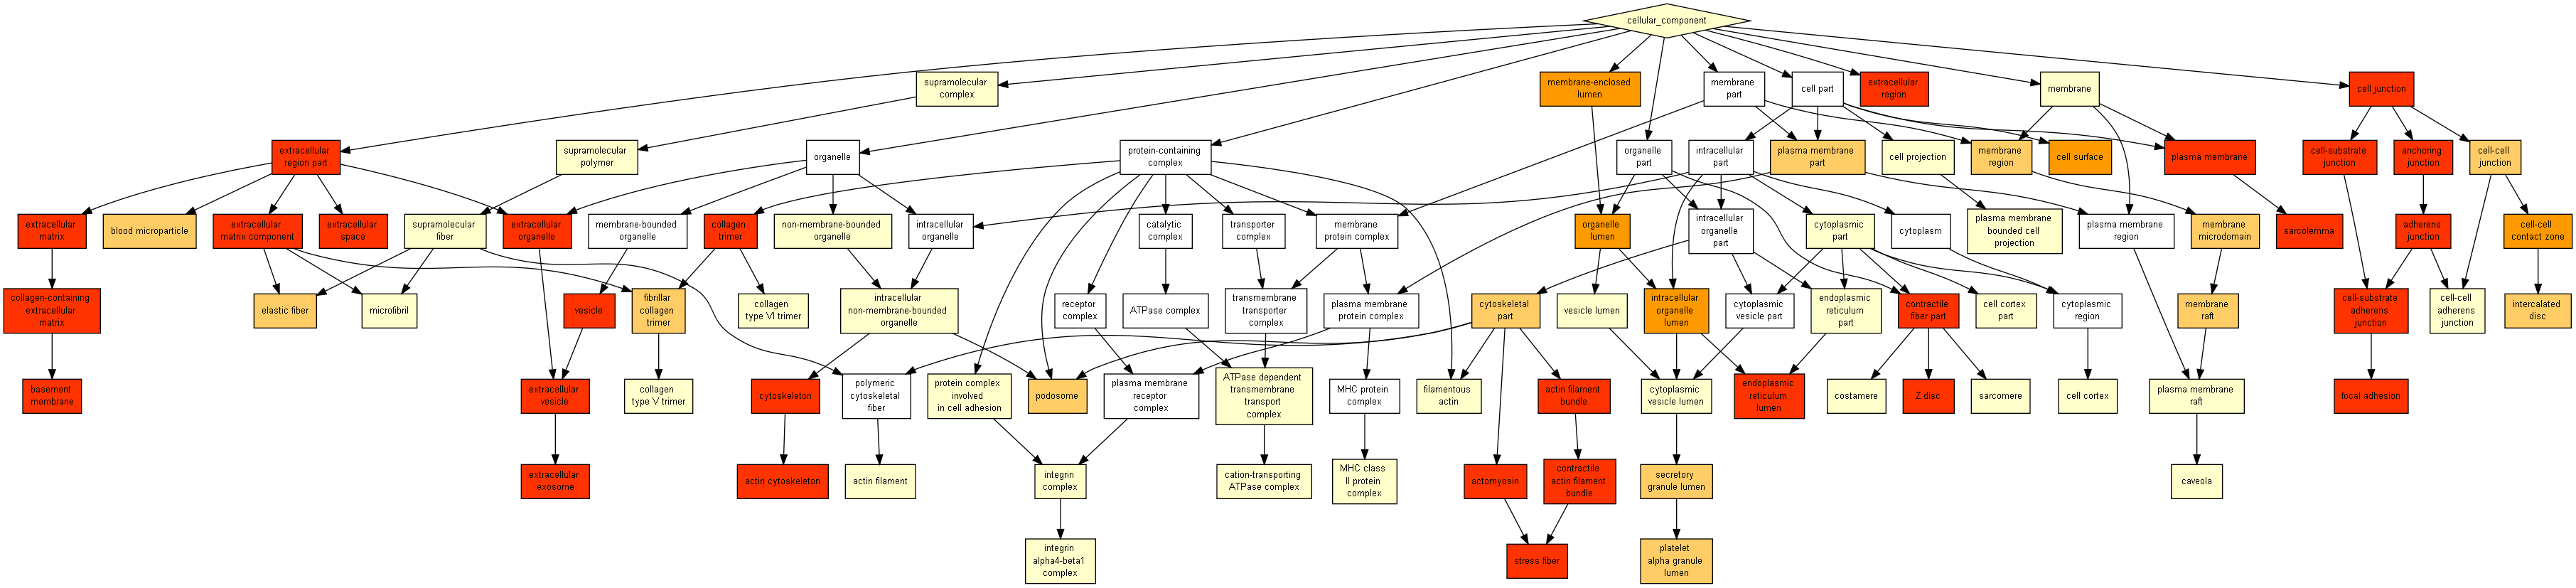 cellular_component
supramolecular
complex
membrane-enclosed
lumen
membrane
part
cell part
extracellular
region
membrane
cell junction
extracellular
region part
supramolecular
polymer
organelle
protein-containing
complex
organelle
part
intracellular
part
plasma membrane
part
cell projection
membrane
region
cell surface
plasma membrane
cell-substrate
junction
anchoring
junction
cell-cell
junction
extracellular
matrix
blood microparticle
extracellular
matrix component
extracellular
space
supramolecular
fiber
extracellular
organelle
membrane-bounded
organelle
collagen
trimer
non-membrane-bounded
organelle
intracellular
organelle
catalytic
complex
transporter
complex
membrane
protein complex
organelle
lumen
intracellular
organelle
part
cytoplasmic
part
cytoplasm
plasma membrane
bounded cell
projection
plasma membrane
region
membrane
microdomain
sarcolemma
adherens
junction
cell-cell
contact zone
collagen-containing
extracellular
matrix
elastic fiber
microfibril
vesicle
fibrillar
collagen
trimer
collagen
type VI trimer
intracellular
non-membrane-bounded
organelle
receptor
complex
ATPase complex
transmembrane
transporter
complex
plasma membrane
protein complex
cytoskeletal
part
vesicle lumen
intracellular
organelle
lumen
cytoplasmic
vesicle part
endoplasmic
reticulum
part
contractile
fiber part
cell cortex
part
cytoplasmic
region
membrane
raft
cell-substrate
adherens
junction
cell-cell
adherens
junction
intercalated
disc
basement
membrane
extracellular
vesicle
collagen
type V trimer
cytoskeleton
polymeric
cytoskeletal
fiber
protein complex
involved
in cell adhesion
podosome
plasma membrane
receptor
complex
ATPase dependent
transmembrane
transport
complex
MHC protein
complex
filamentous
actin
actin filament
bundle
cytoplasmic
vesicle lumen
endoplasmic
reticulum
lumen
costamere
Z disc
sarcomere
cell cortex
plasma membrane
raft
focal adhesion
extracellular
exosome
actin cytoskeleton
actin filament
integrin
complex
cation-transporting
ATPase complex
MHC class
II protein
complex
actomyosin
contractile
actin filament
bundle
secretory
granule lumen
caveola
integrin
alpha4-beta1
complex
stress fiber
platelet
alpha granule
lumen